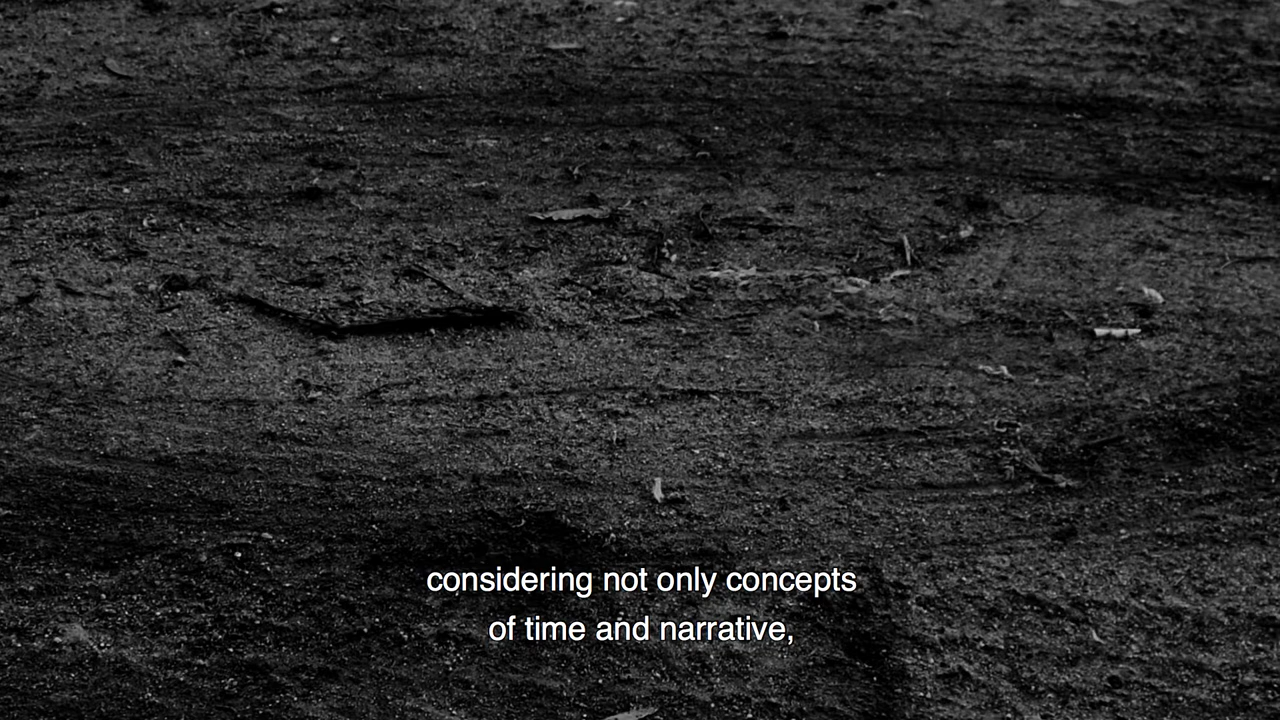 considering not only concepts
of time and narrative,